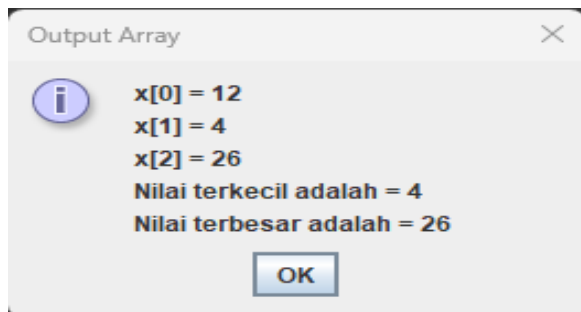 Output Array
x[0] = 12
x[1] = 4
x[2] = 26
Nilai terkecil adalah = 4
Nilai terbesar adalah = 26
OK